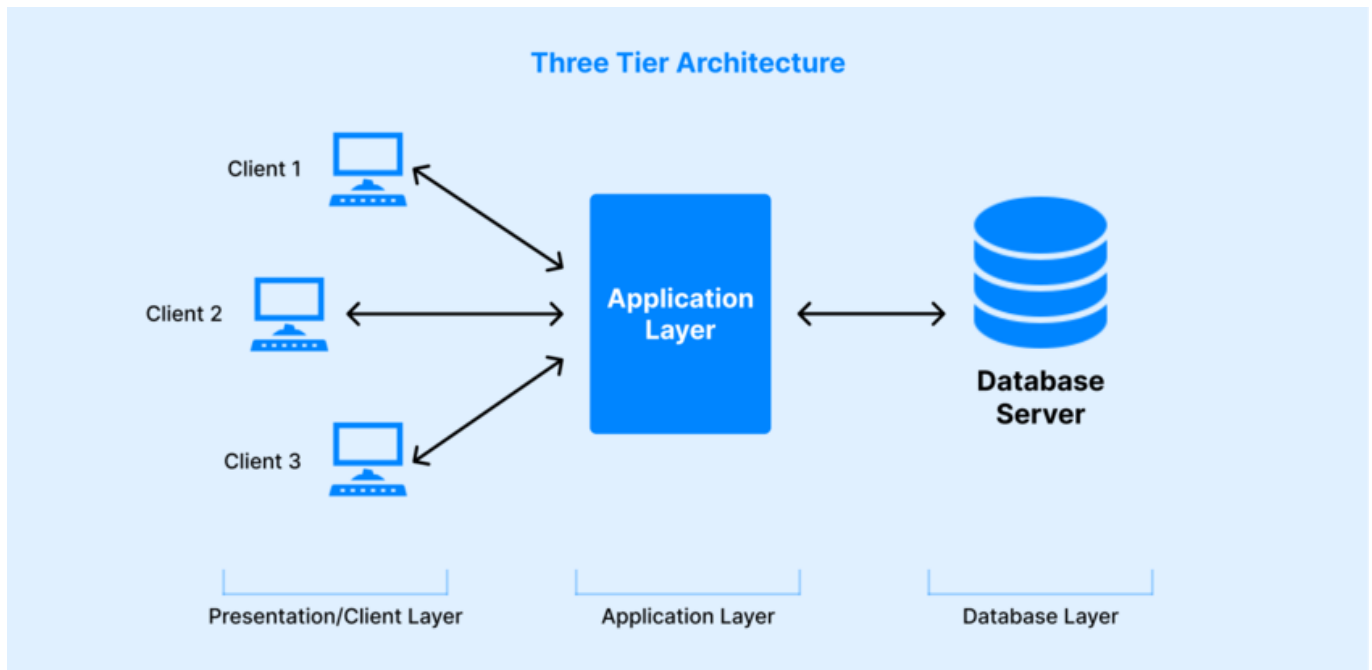 Three Tier Architecture
Client 1
Client 2
Client 3
Application
Layer
Database
Server
Presentation/Client Layer
Application Layer
Database Layer